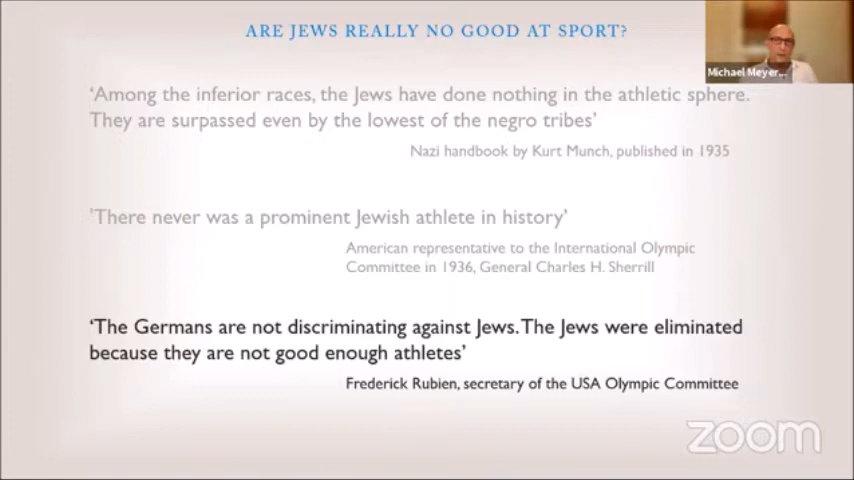 ARE JEWS REALLY NO GOOD AT SPORT?
Michael Meyer...
‘Among the inferior races, the Jews have done nothing in the athletic sphere.
They are surpassed even by the lowest of the negro tribes’
Nazi handbook by Kurt Munch, published in 1935
’There never was a prominent Jewish athlete in history’
American representative to the International Olympic
Committee in 1936, General Charles H. Sherrill
‘The Germans are not discriminating against Jews. The Jews were eliminated
because they are not good enough athletes’
Frederick Rubien, secretary of the USA Olympic Committee
zoom